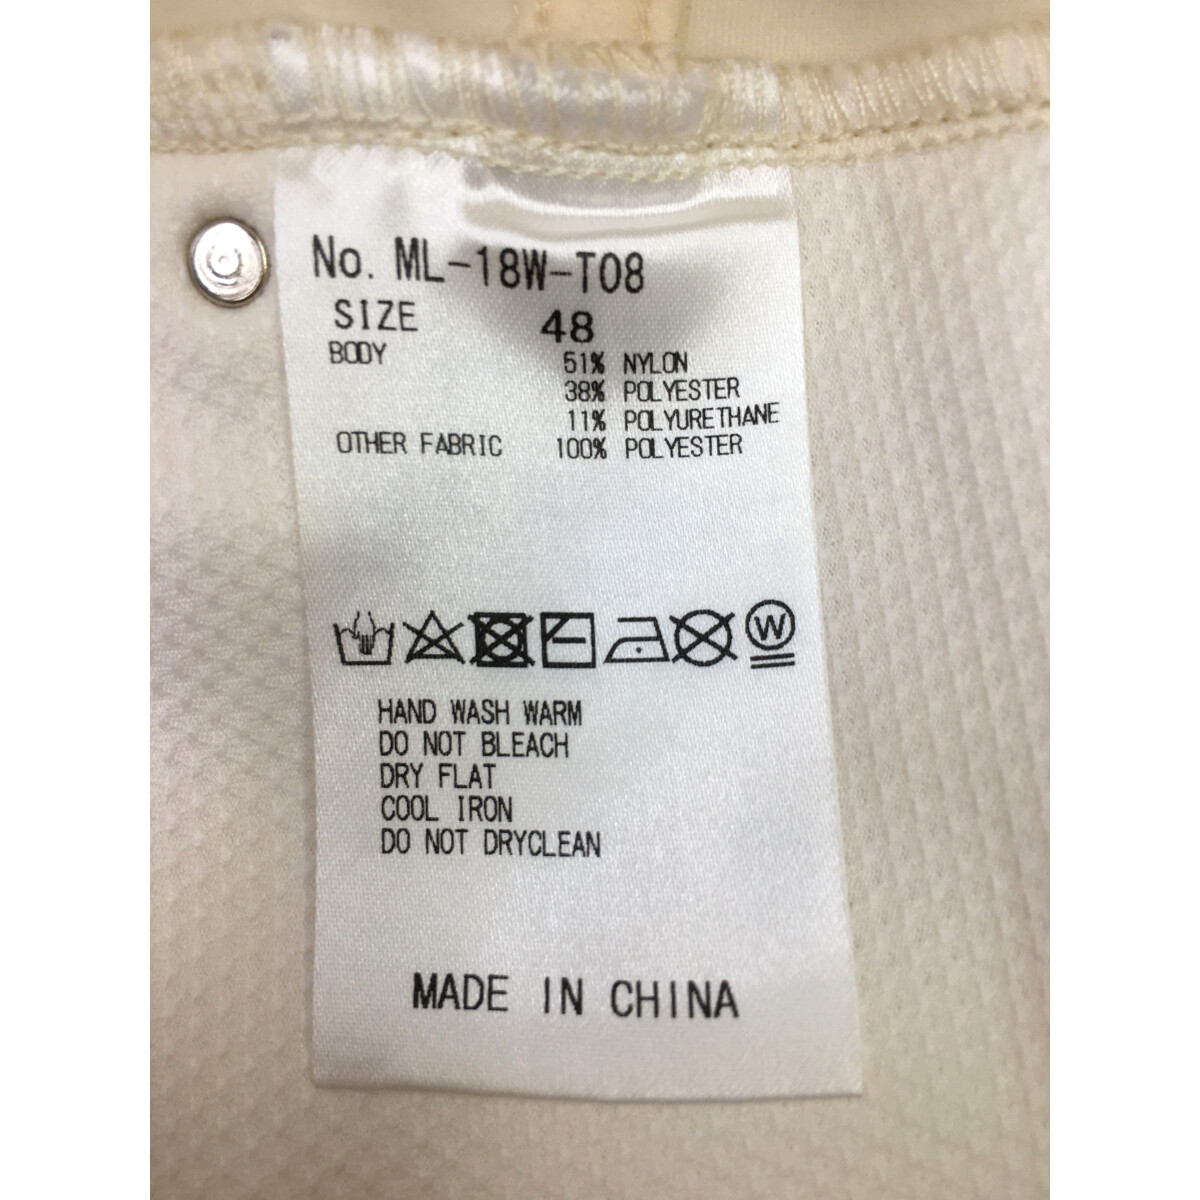 No. ML-18W-T08
SIZE 48
BODY 51% NYLON
38% POLYESTER
11% POLYURETHANE
OTHER FABRIC 100% POLYESTER
W
HAND WASH WARM
DO NOT BLEACH
DRY FLAT
COOL IRON
DO NOT DRYCLEAN
MADE IN CHINA